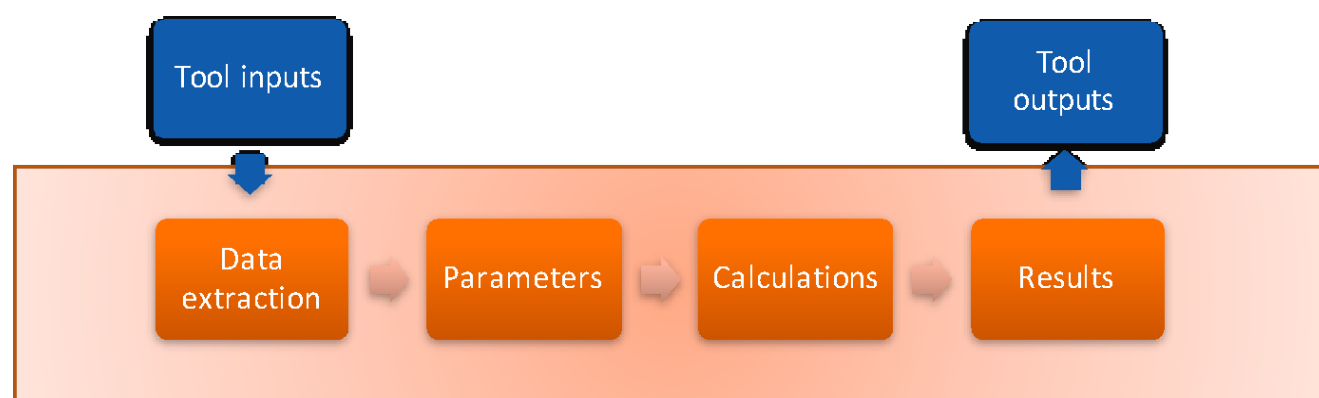 Tool inputs
Tool
outputs
Data
extraction
Parameters
Calculations
Results